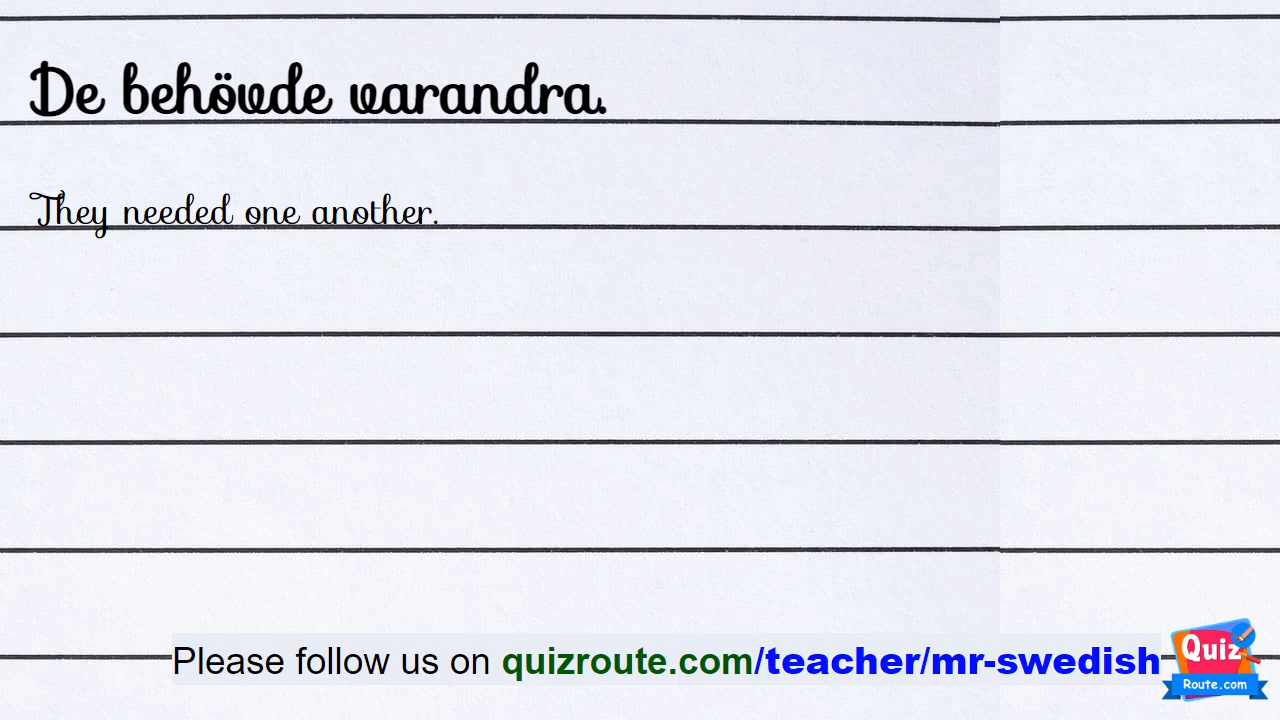 De behövde varandra.
They needed one another.
Please follow us on quizroute.com/teacher/mr-swedish
Quiz
Route.com